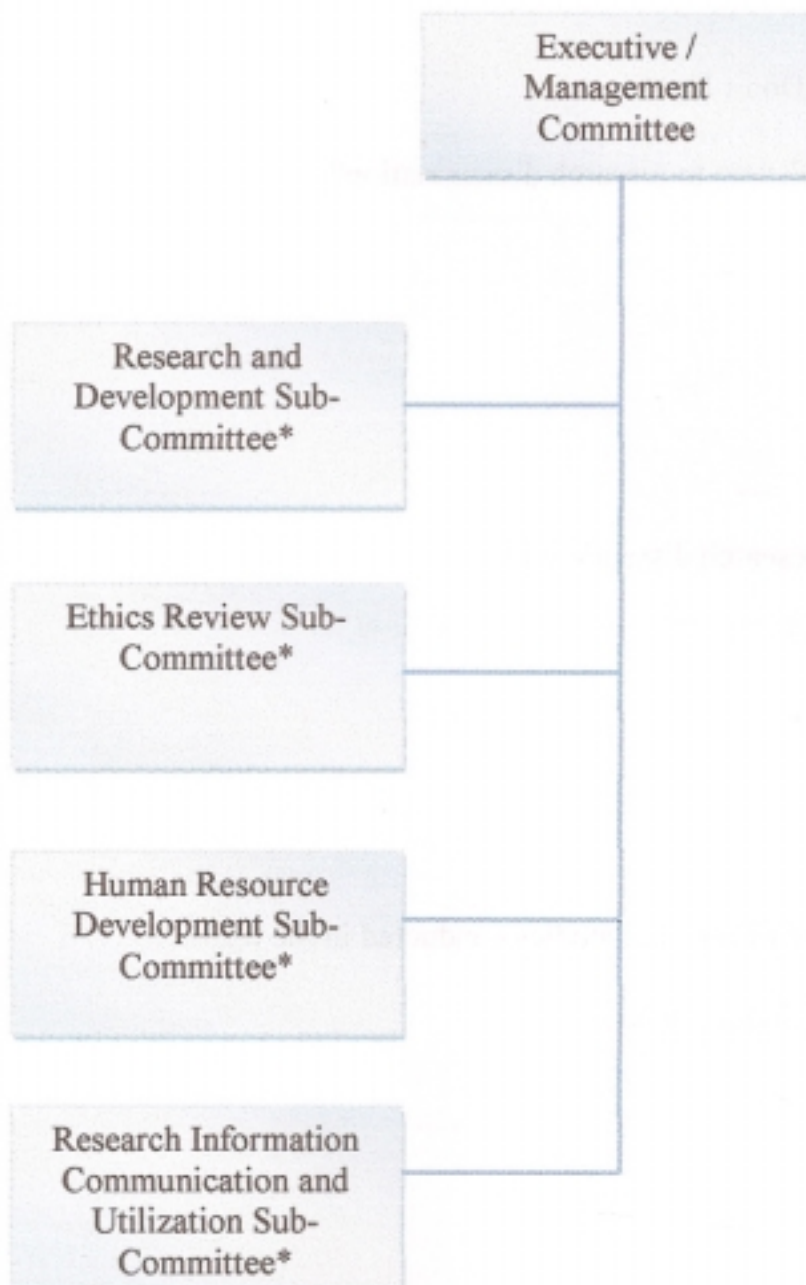 Executive /
Management
Committee
Research and
Development Sub-
Committee*
Ethics Review Sub-
Committee*
Human Resource
Development Sub-
Committee*
Research Information
Communication and
Utilization Sub-
Committee*